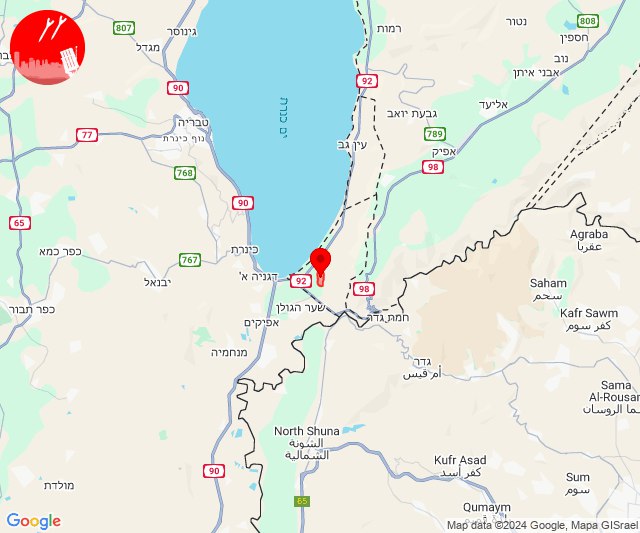 807
גינוסר
מגדל
רמות
נטור
808
חספין
נוב
אבני איתן
90
92
אליעד
גבעת יואב
טבריה
נוף כינרת
77
ים כנרת
789
עין גב
אפיק
98
768
90
65
כפר כמא
767
כינרת
יבנאל
דגניה א'
92
98
Agraba
عقربا
Saham
سحم
כפר תבור
שער הגולן
אפיקים
חמת גדר
Kafr Sawm
كفر سوم
מנחמיה
גדר
أم قيس
Sama
Al-Rousan
ما الروسان
North Shuna
الشونة
الشمالية
Kufr Asad
كفر أسد
Sum
سوم
90
מולדת
65
Qumaym
Google
Map data ©2024 Google, Mapa GISrael